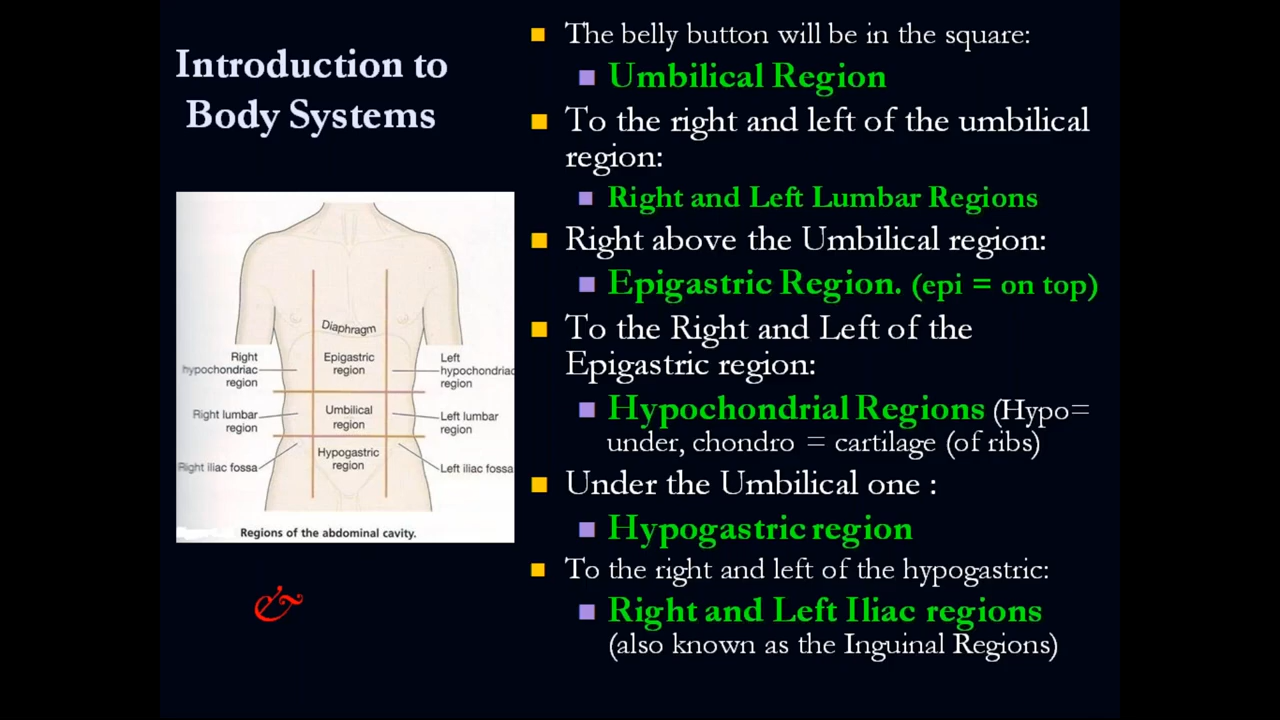 Introduction to
Body Systems
Diaphragm
Right
hypochondriac
region
Epigastric
region
Left
hypochondriac
region
Right lumbar
region
Umbilical
region
Left lumbar
region
Right iliac fossa
Hypogastric
region
Left iliac fossa
Regions of the abdominal cavity.
&
The belly button will be in the square:
Umbilical Region
To the right and left of the umbilical
region:
Right and Left Lumbar Regions
Right above the Umbilical region:
Epigastric Region. (epi = on top)
To the Right and Left of the
Epigastric region:
Hypochondrial Regions (Hypo=
under, chondro = cartilage (of ribs)
Under the Umbilical one :
Hypogastric region
To the right and left of the hypogastric:
Right and Left Iliac regions
(also known as the Inguinal Regions)